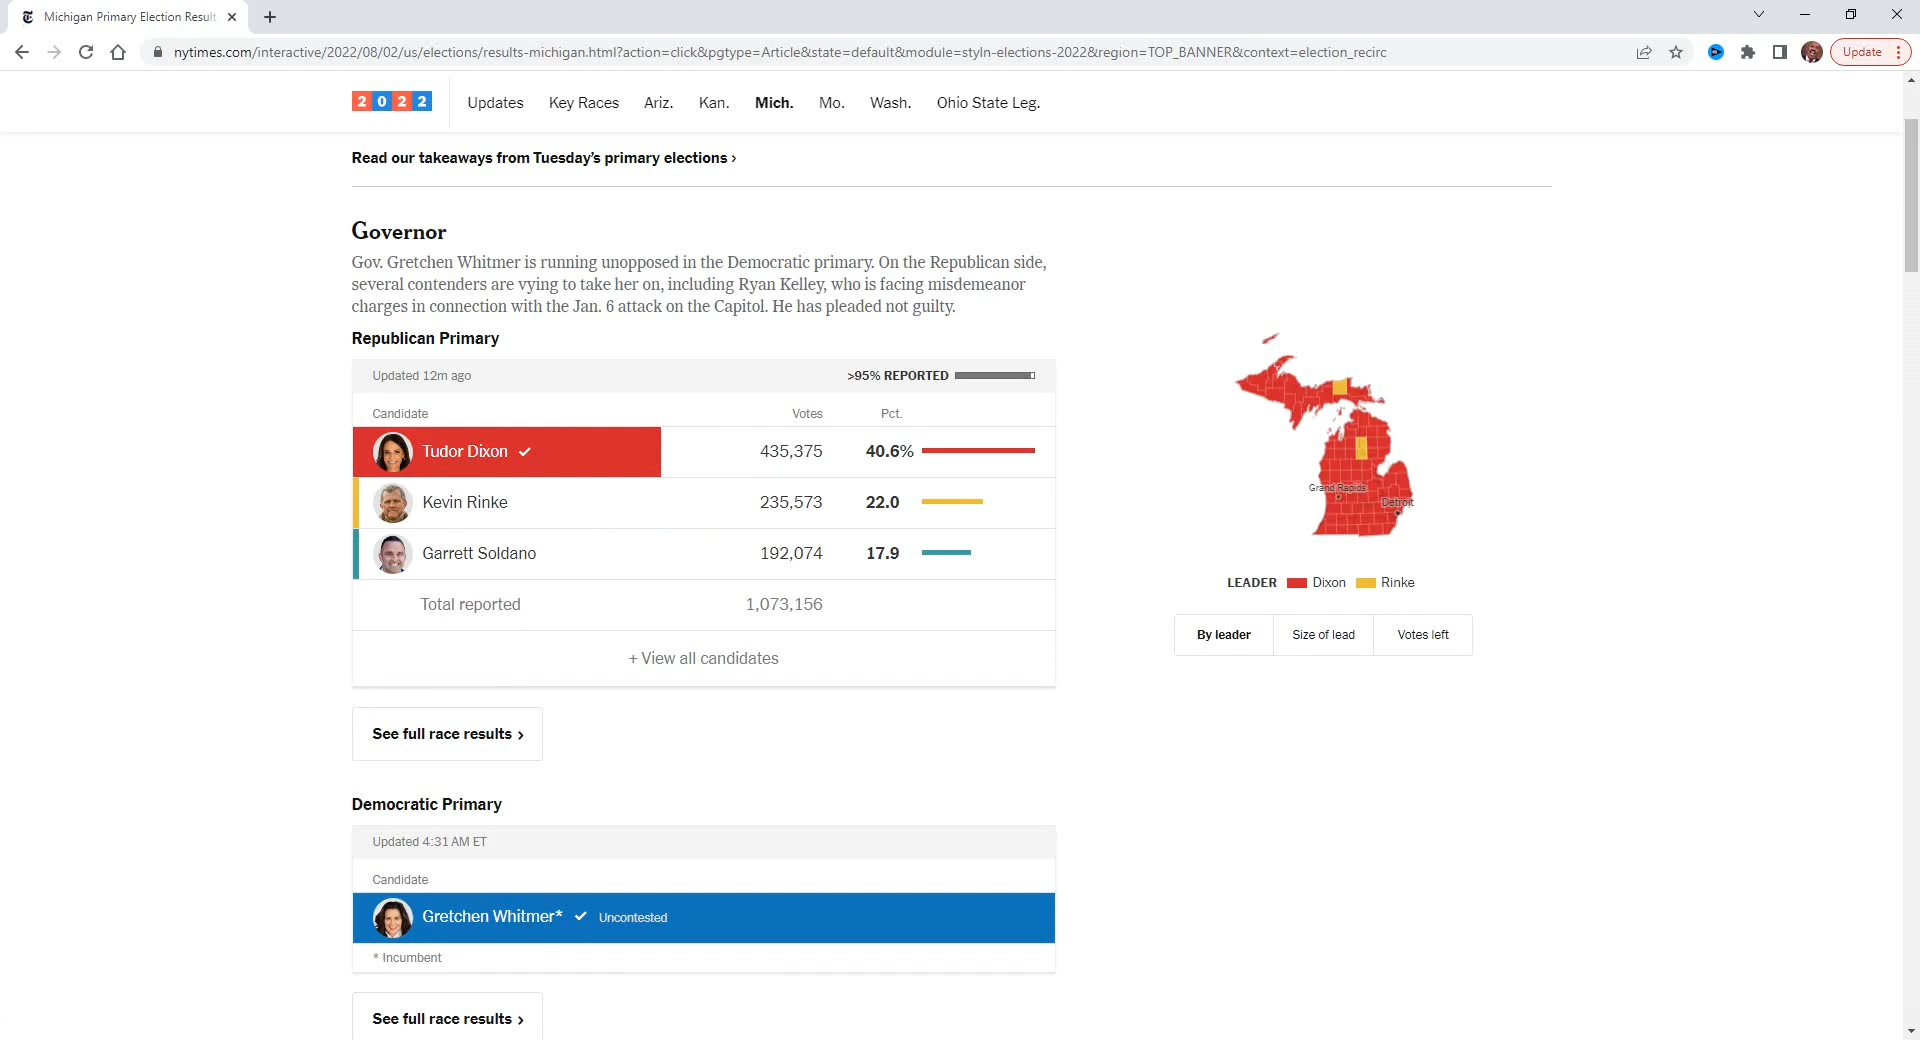 Michigan Primary Election Result
nytimes.com/interactive/2022/08/02/us/elections/results-michigan.html?action=click&pgtype=Article&state=default&module=styln-elections-2022&region=TOP_BANNER&context=election_recirc
Update
2022
Updates Key Races Ariz. Kan. Mich. Mo. Wash. Ohio State Leg.
Read our takeaways from Tuesday’s primary elections ›
Governor
Gov. Gretchen Whitmer is running unopposed in the Democratic primary. On the Republican side,
several contenders are vying to take her on, including Ryan Kelley, who is facing misdemeanor
charges in connection with the Jan. 6 attack on the Capitol. He has pleaded not guilty.
Republican Primary
Updated 12m ago >95% REPORTED
Candidate Votes Pct.
Tudor Dixon ✓ 435,375 40.6%
Kevin Rinke 235,573 22.0
Garrett Soldano 192,074 17.9
Total reported 1,073,156
+ View all candidates
Grand Rapids
Detroit
LEADER Dixon Rinke
By leader Size of lead Votes left
See full race results ›
Democratic Primary
Updated 4:31 AM ET
Candidate
Gretchen Whitmer* ✓ Uncontested
* Incumbent
See full race results ›